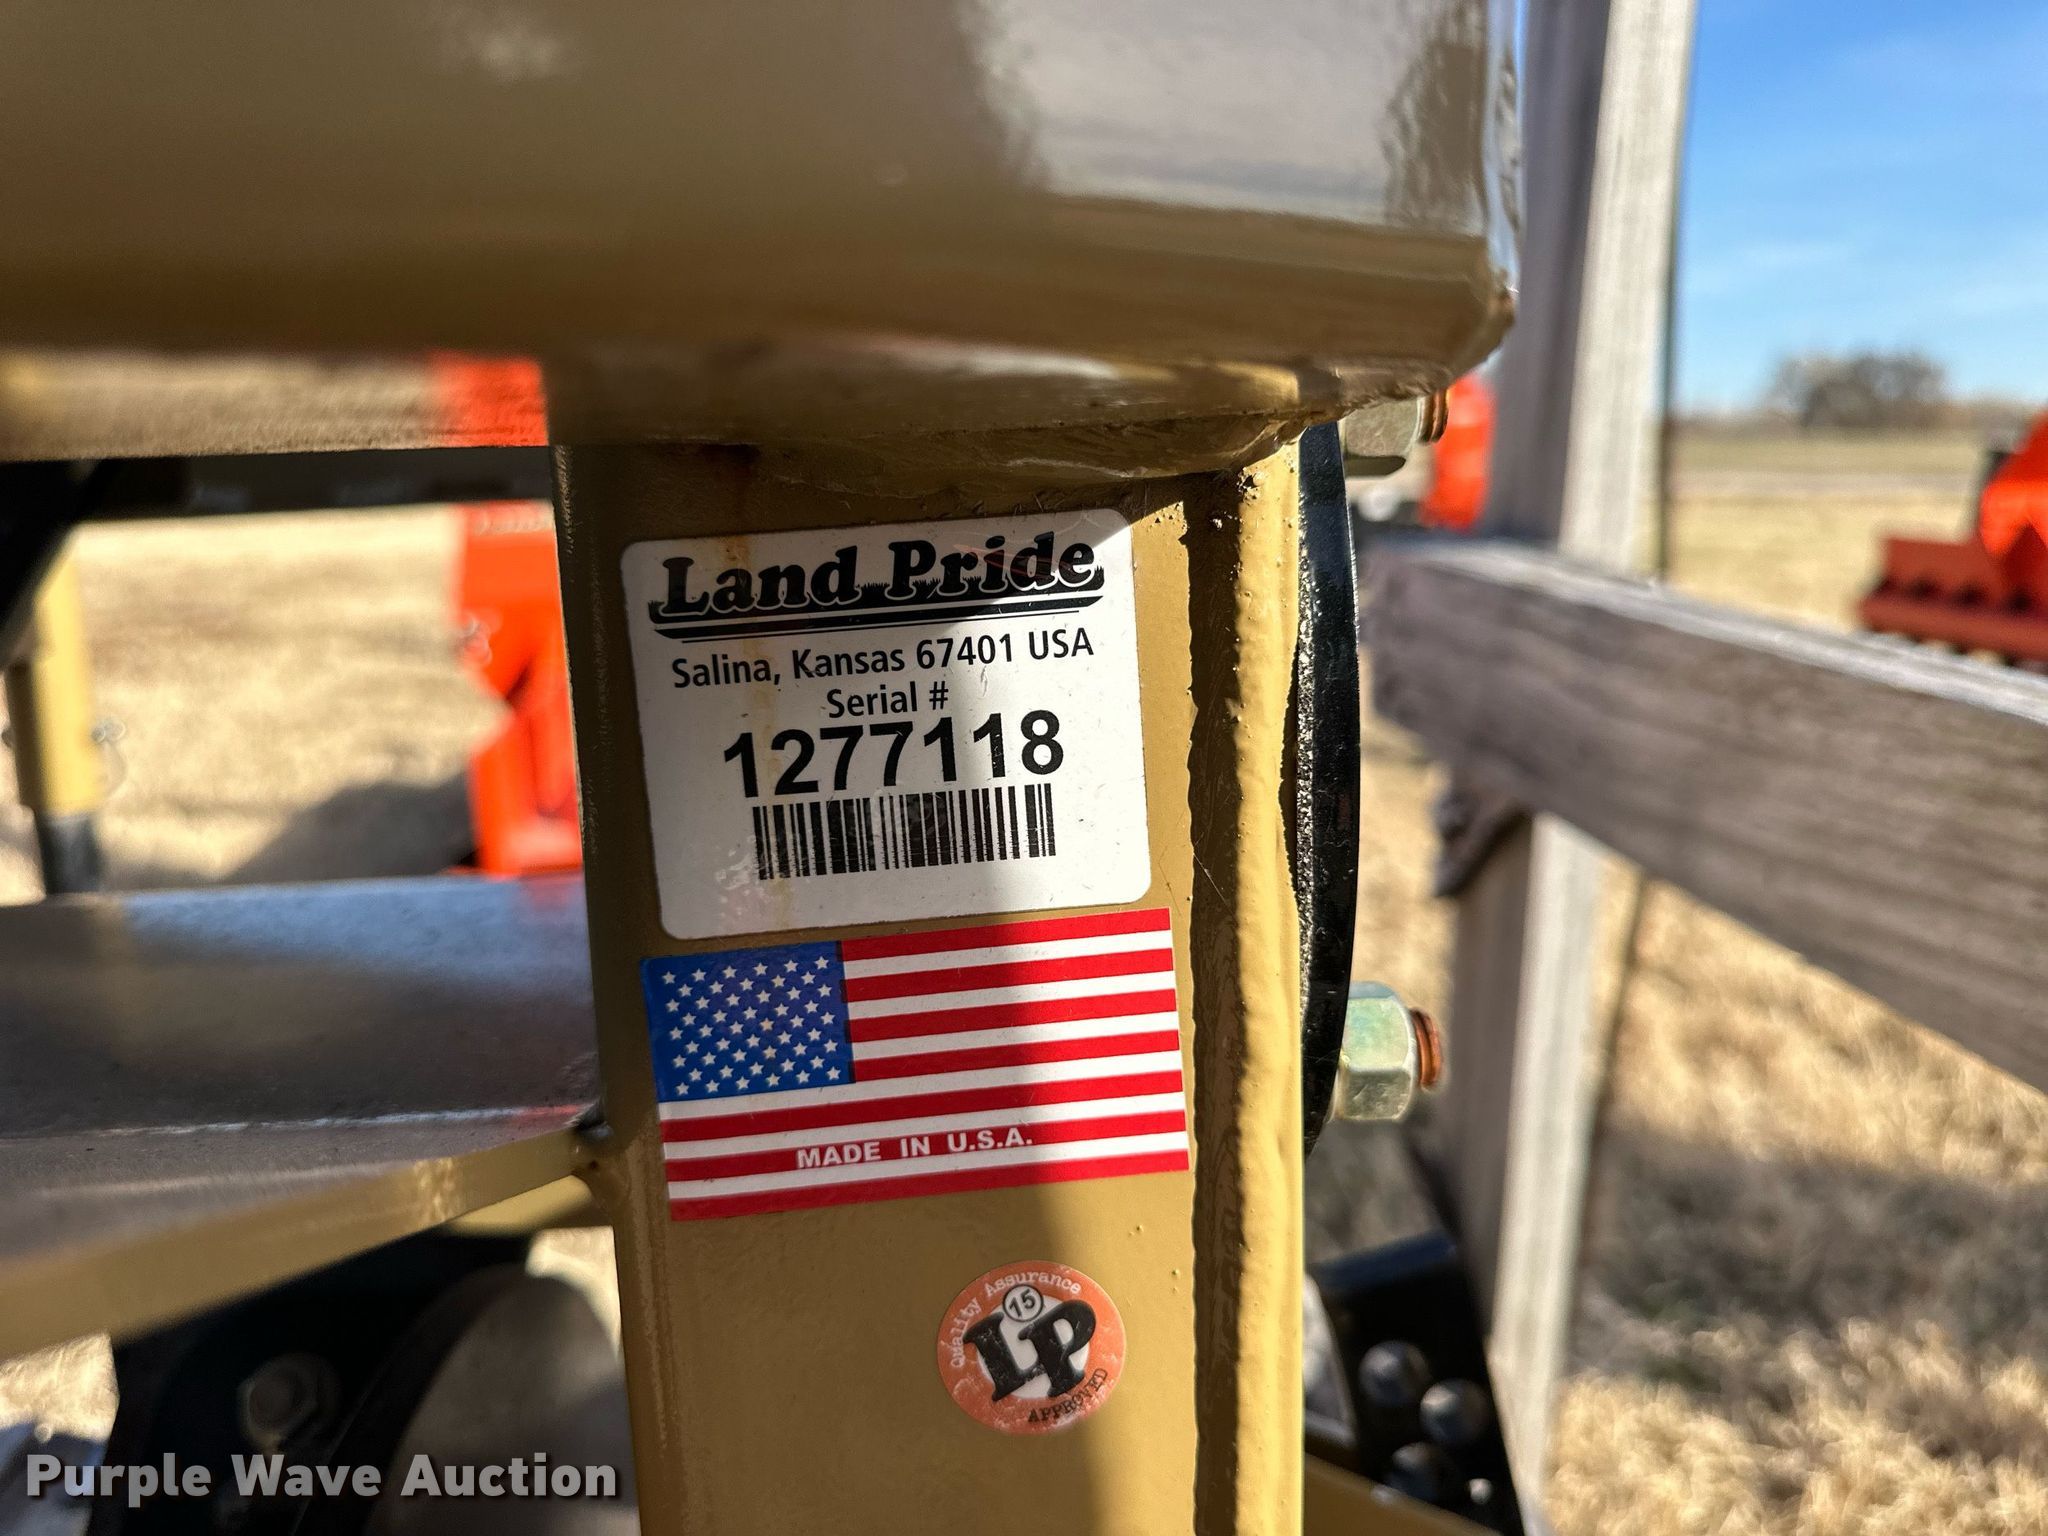 Land Pride
Salina, Kansas 67401 USA
Serial #
1277118
MADE IN U.S.A.
Quality Assurance
15
LP
APPROVED
Purple Wave Auction